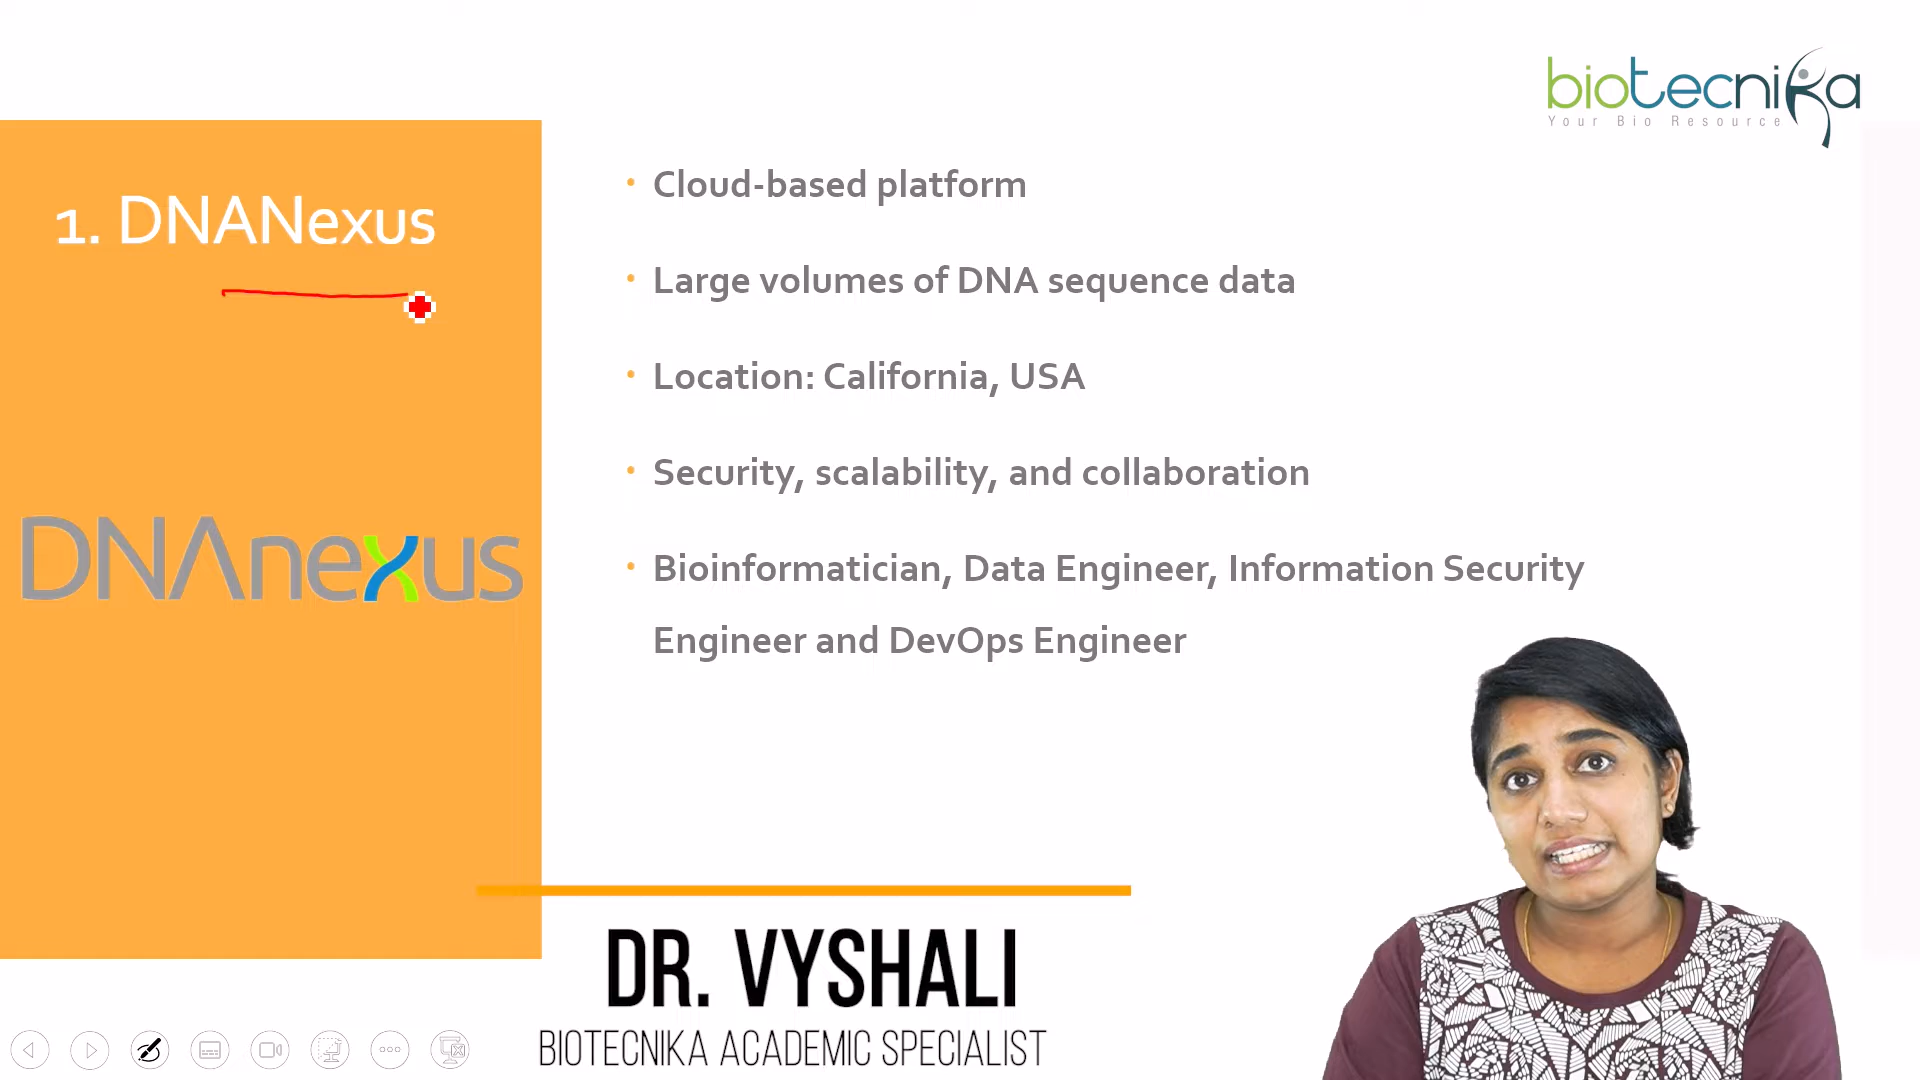 biotecnika
Your Bio Resource
1. DNANexus
• Cloud-based platform
• Large volumes of DNA sequence data
• Location: California, USA
• Security, scalability, and collaboration
• Bioinformatician, Data Engineer, Information Security
Engineer and DevOps Engineer
DNAnexus
DR. VYSHALI
BIOTECNIKA ACADEMIC SPECIALIST